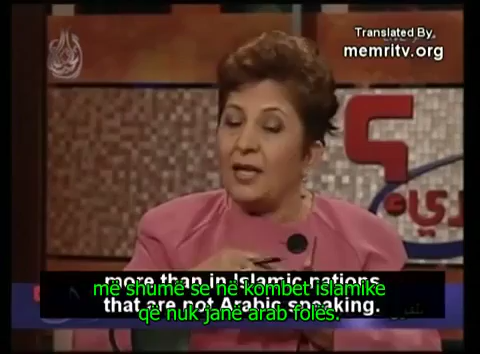 Translated By
memritv.org
more than in Islamic nations
that are not Arabic speaking.
më shumë se në kombet islamike
që nuk janë arab folës.